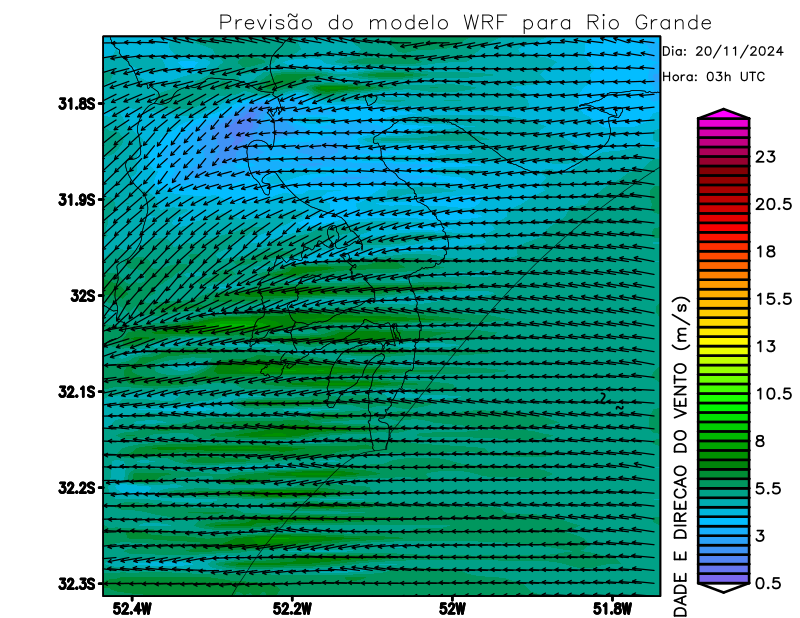 Previsão do modelo WRF para Rio Grande
Dia: 20/11/2024
Hora: 03h UTC
31.8S
31.9S
32S
32.1S
32.2S
32.3S
52.4W
52.2W
52W
51.8W
23
20.5
18
15.5
13
10.5
8
5.5
3
0.5
DADE E DIRECAO DO VENTO (m/s)